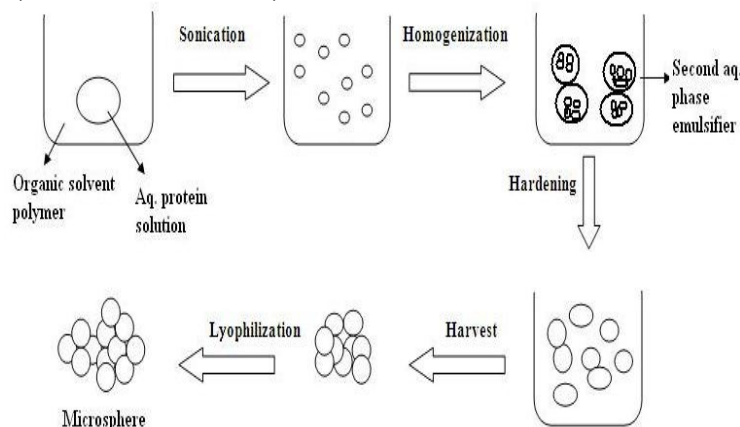 Sonication
Homogenization
Second aq.
phase
emulsifier
Organic solvent
polymer
Aq. protein
solution
Hardening
Lyophilization
Harvest
Microsphere